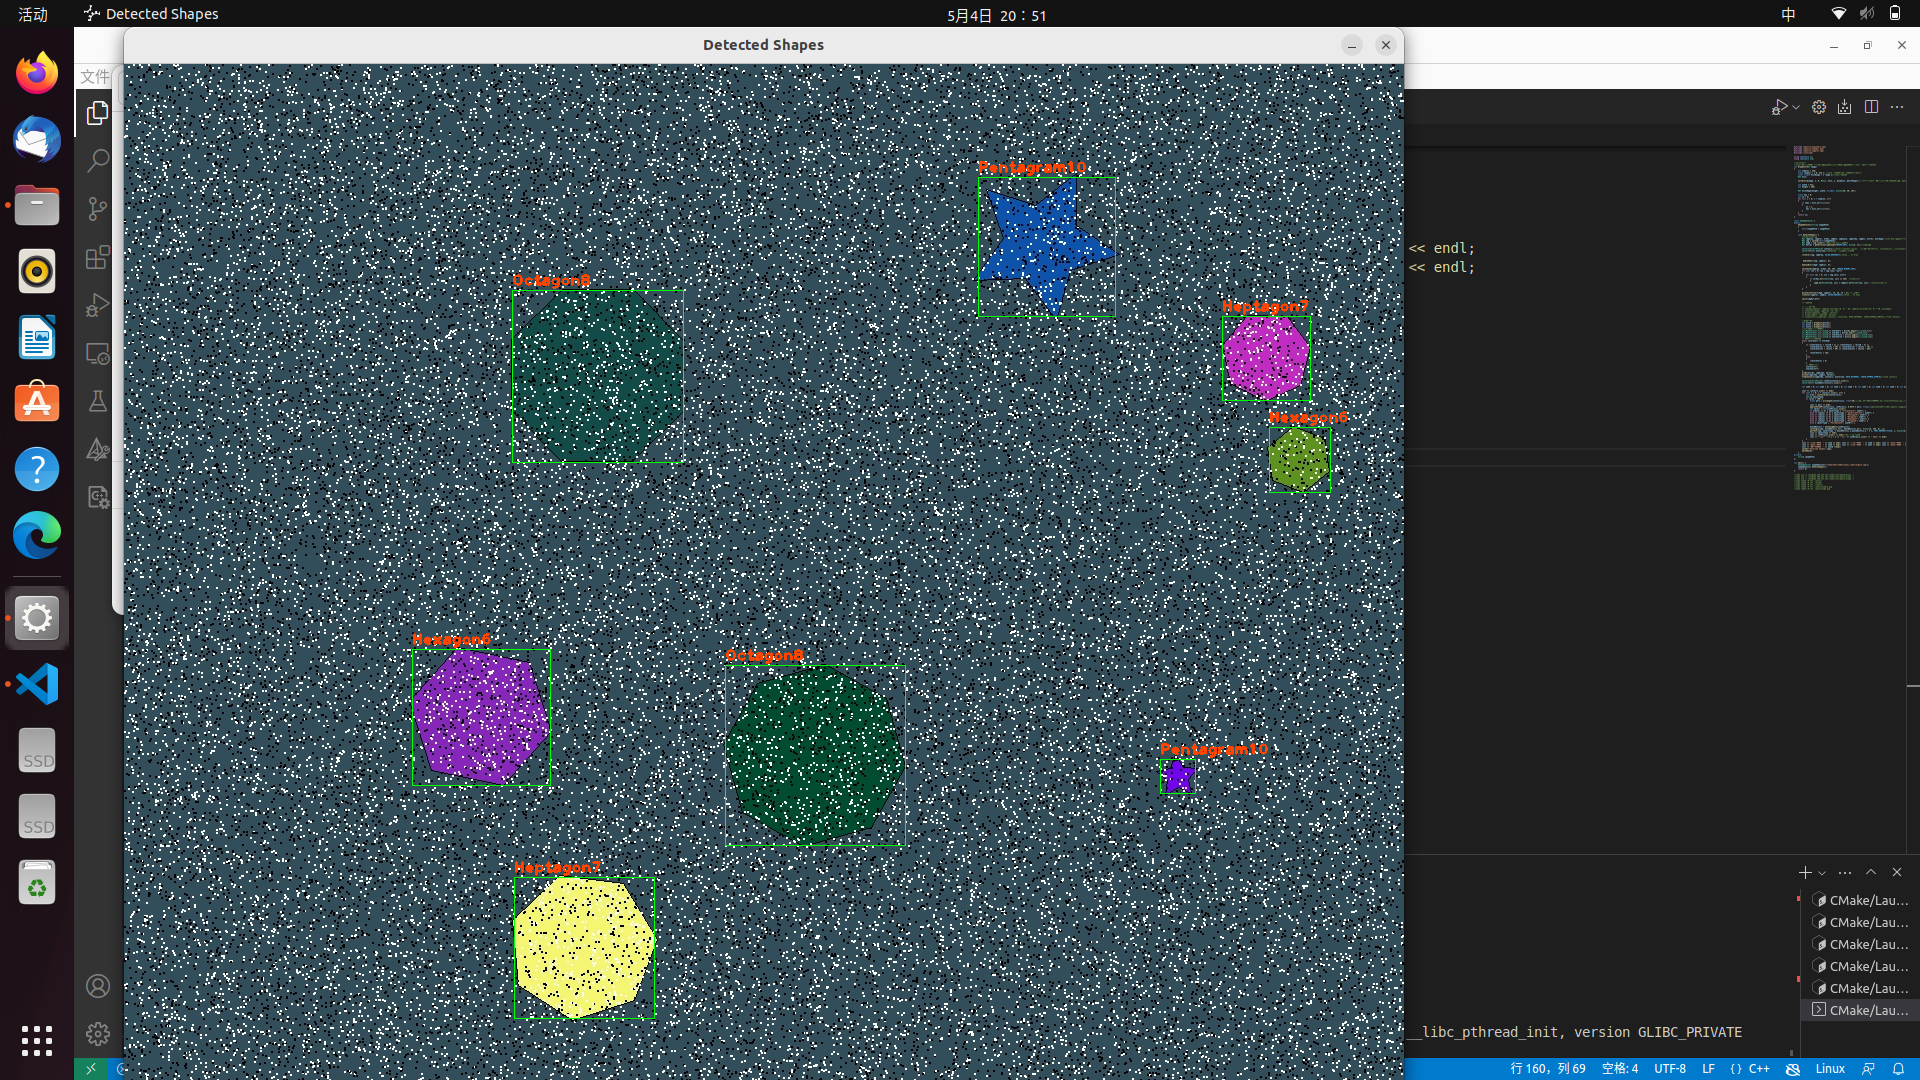 活动
Detected Shapes
5月4日 20：51
中
Detected Shapes
文件
Pentagram10
<< endl;
<< endl;
Octagon8
Heptagon7
Hexagon6
Hexagon6
Octagon8
Pentagram10
Heptagon7
SSD
SSD
CMake/Lau...
CMake/Lau...
CMake/Lau...
CMake/Lau...
CMake/Lau...
CMake/Lau...
__libc_pthread_init, version GLIBC_PRIVATE
行 160，列 69 空格: 4 UTF-8 LF {} C++ Linux